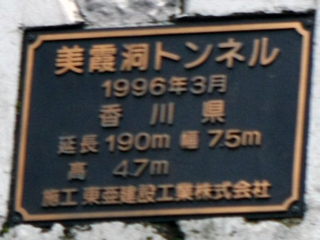 美霞洞トンネル
1996年3月
香川県
延長 190m 幅 7.5m
高 4.7m
施工 東亜建設工業株式会社